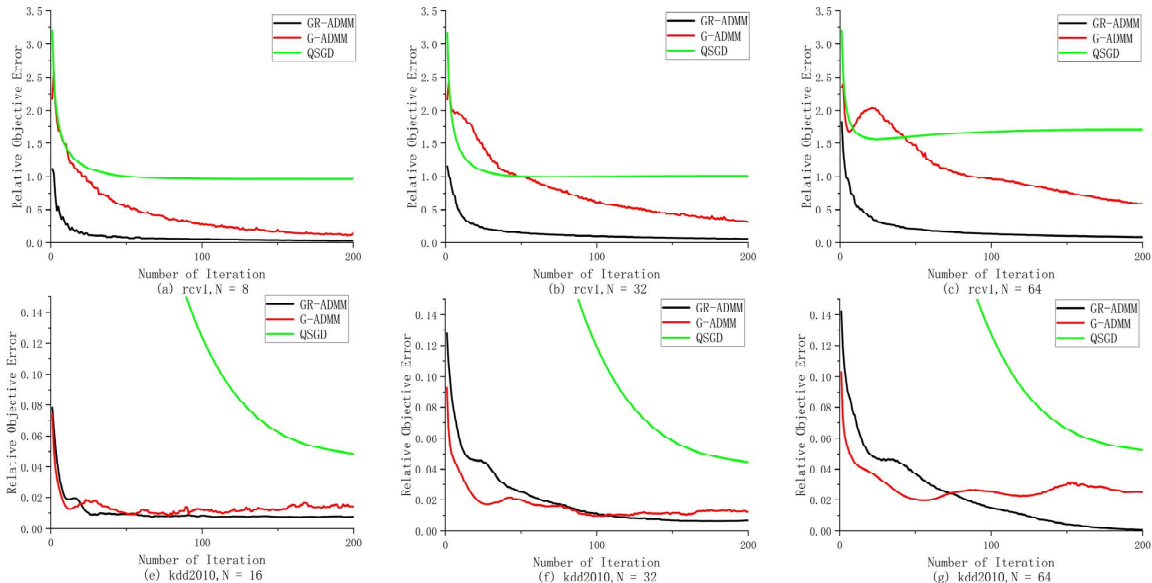 3.5
3.0
2.5
2.0
1.5
1.0
0.5
0.0
Relative Objective Error
GR-ADMM
G-ADMM
QSGD
0
100
200
Number of Iteration
(a) rcv1,N = 8
3.5
3.0
2.5
2.0
1.5
1.0
0.5
0.0
Relative Objective Error
GR-ADMM
G-ADMM
QSGD
0
100
200
Number of Iteration
(b) rcv1,N = 32
3.5
3.0
2.5
2.0
1.5
1.0
0.5
0.0
Relative Objective Error
GR-ADMM
G-ADMM
QSGD
0
100
200
Number of Iteration
(c) rcv1,N = 64
0.14
0.12
0.10
0.08
0.06
0.04
0.02
0.00
Relative Objective Error
GR-ADMM
G-ADMM
QSGD
0
100
200
Number of Iteration
(e) kdd2010,N = 16
0.14
0.12
0.10
0.08
0.06
0.04
0.02
0.00
Relative Objective Error
GR-ADMM
G-ADMM
QSGD
0
100
200
Number of Iteration
(f) kdd2010,N = 32
0.14
0.12
0.10
0.08
0.06
0.04
0.02
0.00
Relative Objective Error
GR-ADMM
G-ADMM
QSGD
0
100
200
Number of Iteration
(g) kdd2010,N = 64